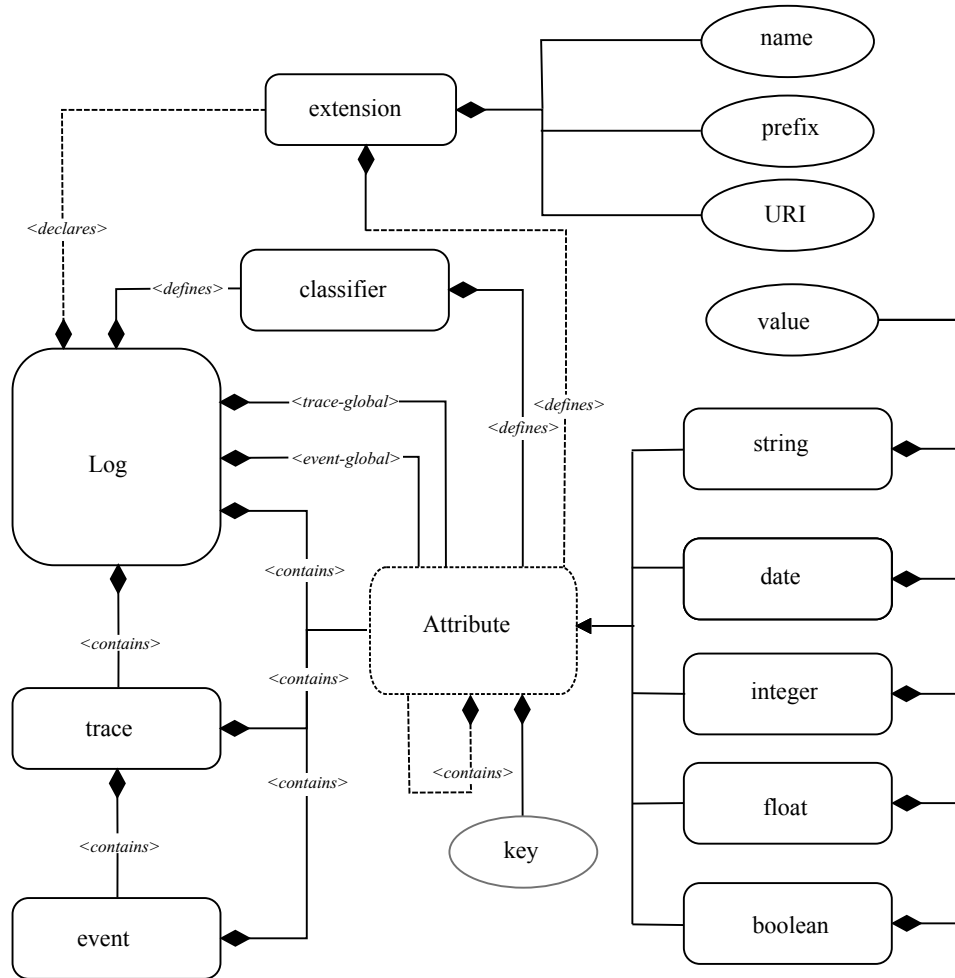 name
extension
prefix
URI
<declares>
<defines>
classifier
value
<trace-global>
<defines>
<defines>
string
<event-global>
Log
<contains>
date
Attribute
<contains>
<contains>
integer
trace
<contains>
<contains>
float
<contains>
key
boolean
event